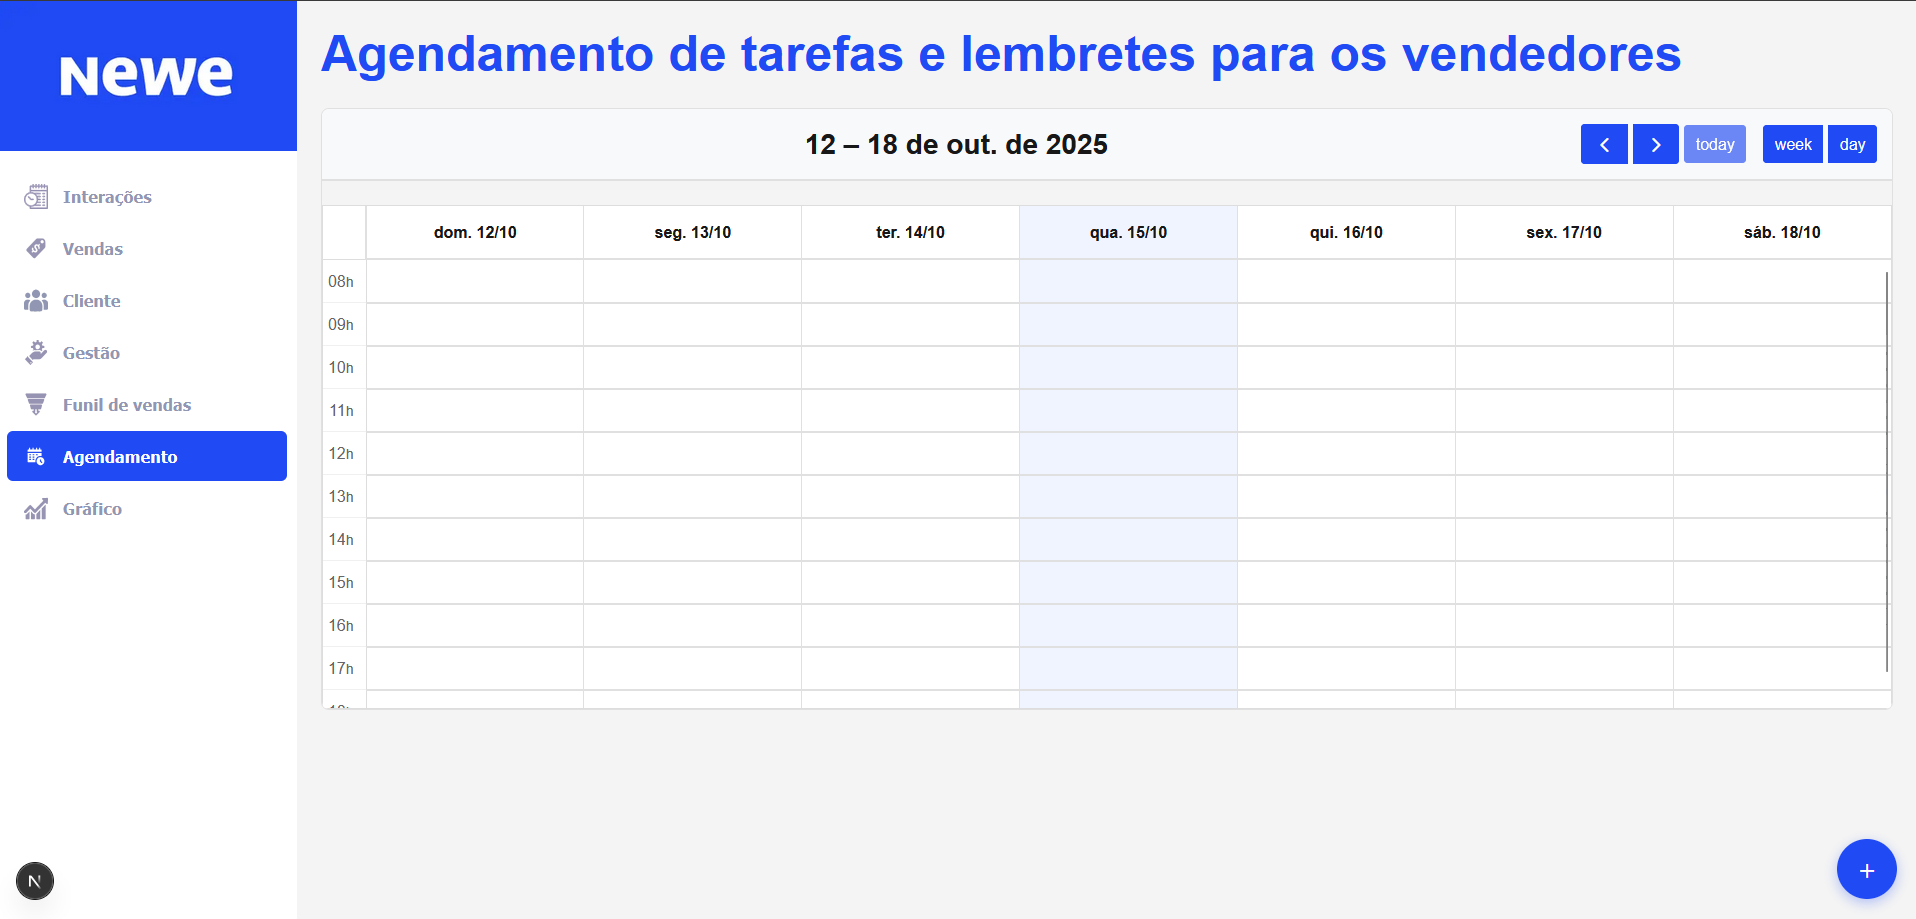 Newe
Interações
Vendas
Cliente
Gestão
Funil de vendas
Agendamento
Gráfico
N
Agendamento de tarefas e lembretes para os vendedores
12 – 18 de out. de 2025
today week day
dom. 12/10 seg. 13/10 ter. 14/10 qua. 15/10 qui. 16/10 sex. 17/10 sáb. 18/10
08h
09h
10h
11h
12h
13h
14h
15h
16h
17h
+